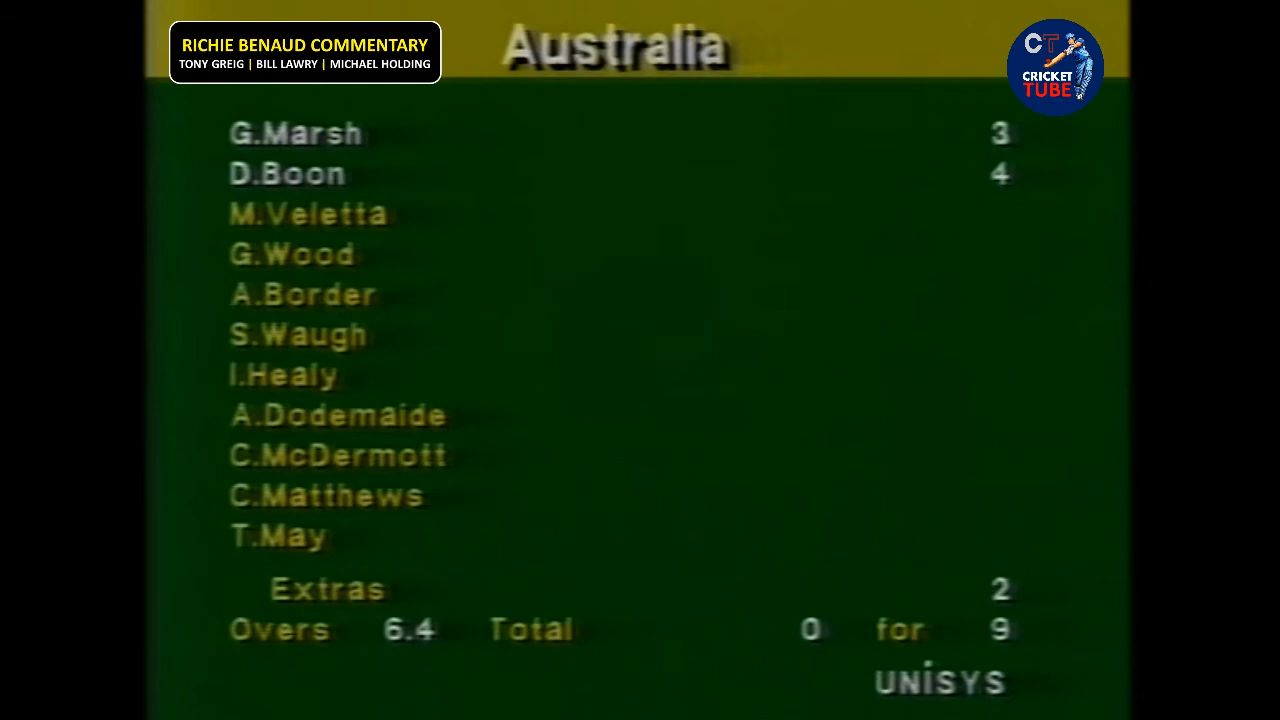 RICHIE BENAUD COMMENTARY
TONY GREIG | BILL LAWRY | MICHAEL HOLDING
Australia
CT
CRICKET
TUBE
G.Marsh 3
D.Boon 4
M.Veletta
G.Wood
A.Border
S.Waugh
I.Healy
A.Dodemaide
C.McDermott
C.Matthews
T.May
Extras 2
Overs 6.4 Total 0 for 9
UNiSYS